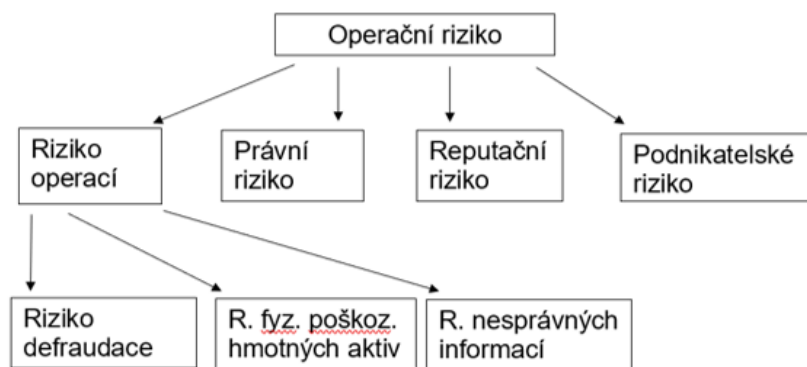 Operační riziko
Riziko
operací
Právní
riziko
Reputační
riziko
Podnikatelské
riziko
Riziko
defraudace
R. fyz. poškoz.
hmotných aktiv
R. nesprávných
informací